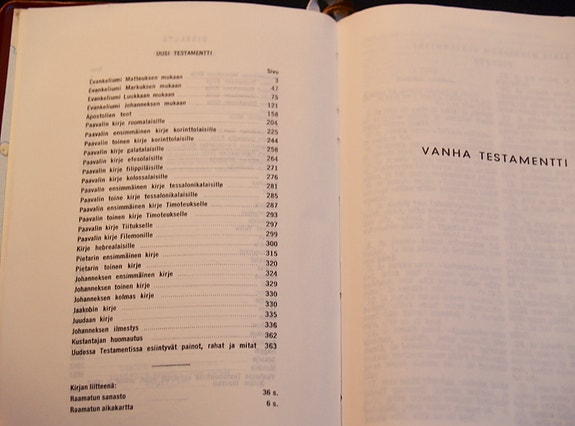 UUSI TESTAMENTTI
Sivu
Evankeliumi Matteuksen mukaan 3
Evankeliumi Markuksen mukaan 47
Evankeliumi Luukkaan mukaan 75
Evankeliumi Johanneksen mukaan 121
Apostolien teot 158
Paavalin kirje roomalaisille 204
Paavalin ensimmäinen kirje korinttolaisille 225
Paavalin toinen kirje korinttolaisille 244
Paavalin kirje galatalaisille 258
Paavalin kirje efesolaisille 264
Paavalin kirje filippiläisille 271
Paavalin kirje kolossalaisille 276
Paavalin ensimmäinen kirje tessalonikalaisille 281
Paavalin toine kirje tessalonikalaisille 285
Paavalin ensimmäinen kirje Timoteukselle 287
Paavalin toinen kirje Timoteukselle 293
Paavalin kirje Tiitukselle 297
Paavalin kirje Filemonille 299
Kirje hebrealaisille 300
Pietarin ensimmäinen kirje 315
Pietarin toinen kirje 320
Johanneksen ensimmäinen kirje 324
Johanneksen toinen kirje 329
Johanneksen kolmas kirje 330
Jaakobin kirje 330
Juudaan kirje 335
Johanneksen ilmestys 336
Kustantajan huomautus 362
Uudessa Testamentissa esiintyvät painot, rahat ja mitat 363
Kirjan liitteenä:
Raamatun sanasto 36 s.
Raamatun aikakartta 6 s.
VANHA TESTAMENTTI